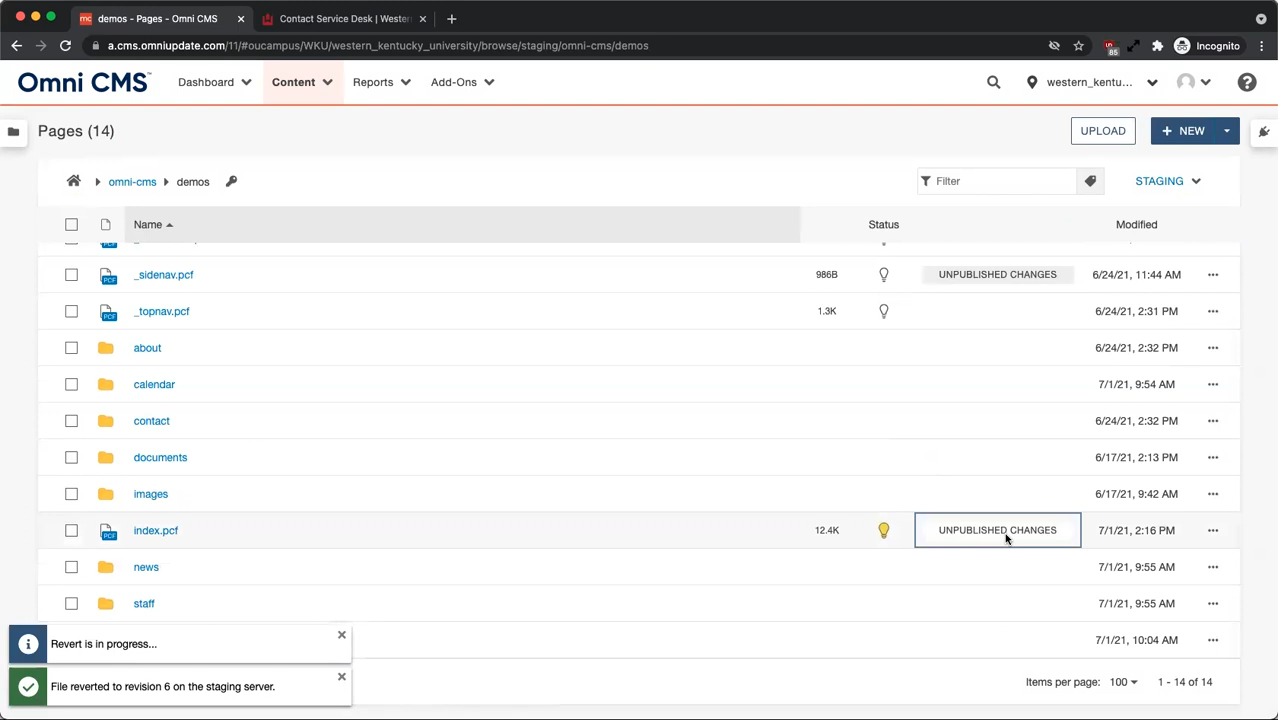 demos - Pages - Omni CMS
Contact Service Desk | Wester
a.cms.omniupdate.com/11/#oucampus/WKU/western_kentucky_university/browse/staging/omni-cms/demos
85
Incognito
Omni CMS
Dashboard
Content
Reports
Add-Ons
western_kentu...
Pages (14)
UPLOAD
+ NEW
omni-cms
demos
Filter
STAGING
Name
Status
Modified
PCF
_sidenav.pcf
986B
UNPUBLISHED CHANGES
6/24/21, 11:44 AM
PCF
_topnav.pcf
1.3K
6/24/21, 2:31 PM
about
6/24/21, 2:32 PM
calendar
7/1/21, 9:54 AM
contact
6/24/21, 2:32 PM
documents
6/17/21, 2:13 PM
images
6/17/21, 9:42 AM
PCF
index.pcf
12.4K
UNPUBLISHED CHANGES
7/1/21, 2:16 PM
news
7/1/21, 9:55 AM
staff
7/1/21, 9:55 AM
7/1/21, 10:04 AM
Revert is in progress...
File reverted to revision 6 on the staging server.
Items per page:
100
1 - 14 of 14